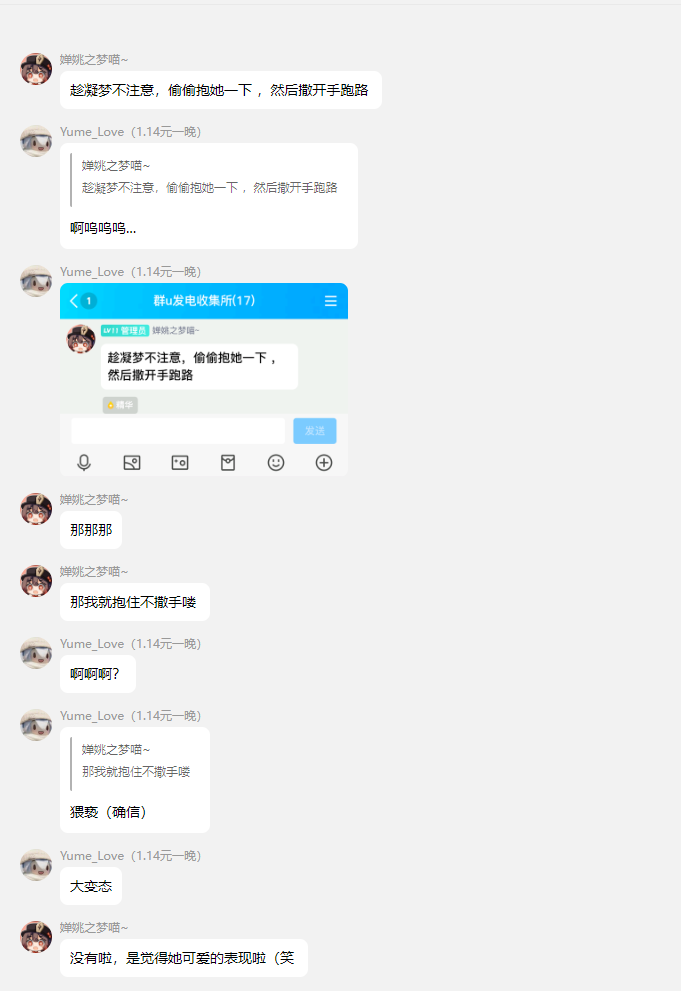 婵姚之梦喵~
趁凝梦不注意，偷偷抱她一下 ，然后撒开手跑路
Yume_Love（1.14元一晚）
婵姚之梦喵~
趁凝梦不注意，偷偷抱她一下 ，然后撒开手跑路
啊呜呜呜...
Yume_Love（1.14元一晚）
1
群u发电收集所(17)
LV11 管理员 婵姚之梦喵~
趁凝梦不注意，偷偷抱她一下 ，
然后撒开手跑路
精华
发送
婵姚之梦喵~
那那那
婵姚之梦喵~
那我就抱住不撒手喽
Yume_Love（1.14元一晚）
啊啊啊？
Yume_Love（1.14元一晚）
婵姚之梦喵~
那我就抱住不撒手喽
猥亵（确信）
Yume_Love（1.14元一晚）
大变态
婵姚之梦喵~
没有啦，是觉得她可爱的表现啦（笑